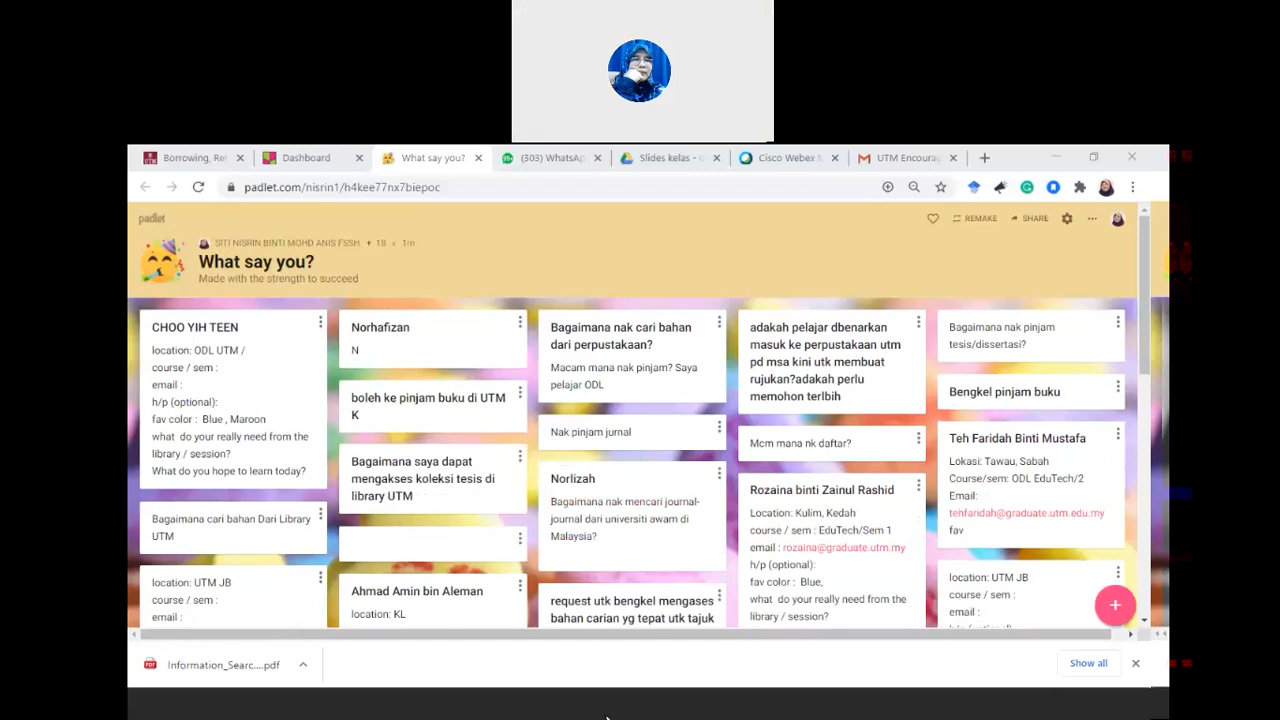 Borrowing, Re
Dashboard
What say you?
(303) WhatsAp
Slides kelas - G
Cisco Webex M
UTM Encourag
padlet.com/nisrin1/h4kee77nx7biepoc
padlet
REMAKE
SHARE
SITI NISRIN BINTI MOHD ANIS FSSH + 18 • 1m
What say you?
Made with the strength to succeed
CHOO YIH TEEN
location: ODL UTM /
course / sem :
email :
h/p (optional):
fav color : Blue , Maroon
what do your really need from the
library / session?
What do you hope to learn today?
Bagaimana cari bahan Dari Library
UTM
location: UTM JB
course / sem :
email :
Norhafizan
N
boleh ke pinjam buku di UTM
K
Bagaimana saya dapat
mengakses koleksi tesis di
library UTM
Ahmad Amin bin Aleman
location: KL
Bagaimana nak cari bahan
dari perpustakaan?
Macam mana nak pinjam? Saya
pelajar ODL
Nak pinjam jurnal
Norlizah
Bagaimana nak mencari journal-
journal dari universiti awam di
Malaysia?
request utk bengkel mengases
bahan carian yg tepat utk tajuk
adakah pelajar dbenarkan
masuk ke perpustakaan utm
pd msa kini utk membuat
rujukan?adakah perlu
memohon terlbih
Mcm mana nk daftar?
Rozaina binti Zainul Rashid
Location: Kulim, Kedah
course / sem : EduTech/Sem 1
email : rozaina@graduate.utm.my
h/p (optional):
fav color : Blue,
what do your really need from the
library / session?
Bagaimana nak pinjam
tesis/dissertasi?
Bengkel pinjam buku
Teh Faridah Binti Mustafa
Lokasi: Tawau, Sabah
Course/sem: ODL EduTech/2
Email:
tehfaridah@graduate.utm.edu.my
fav
location: UTM JB
course / sem :
email :
Information_Searc....pdf
Show all